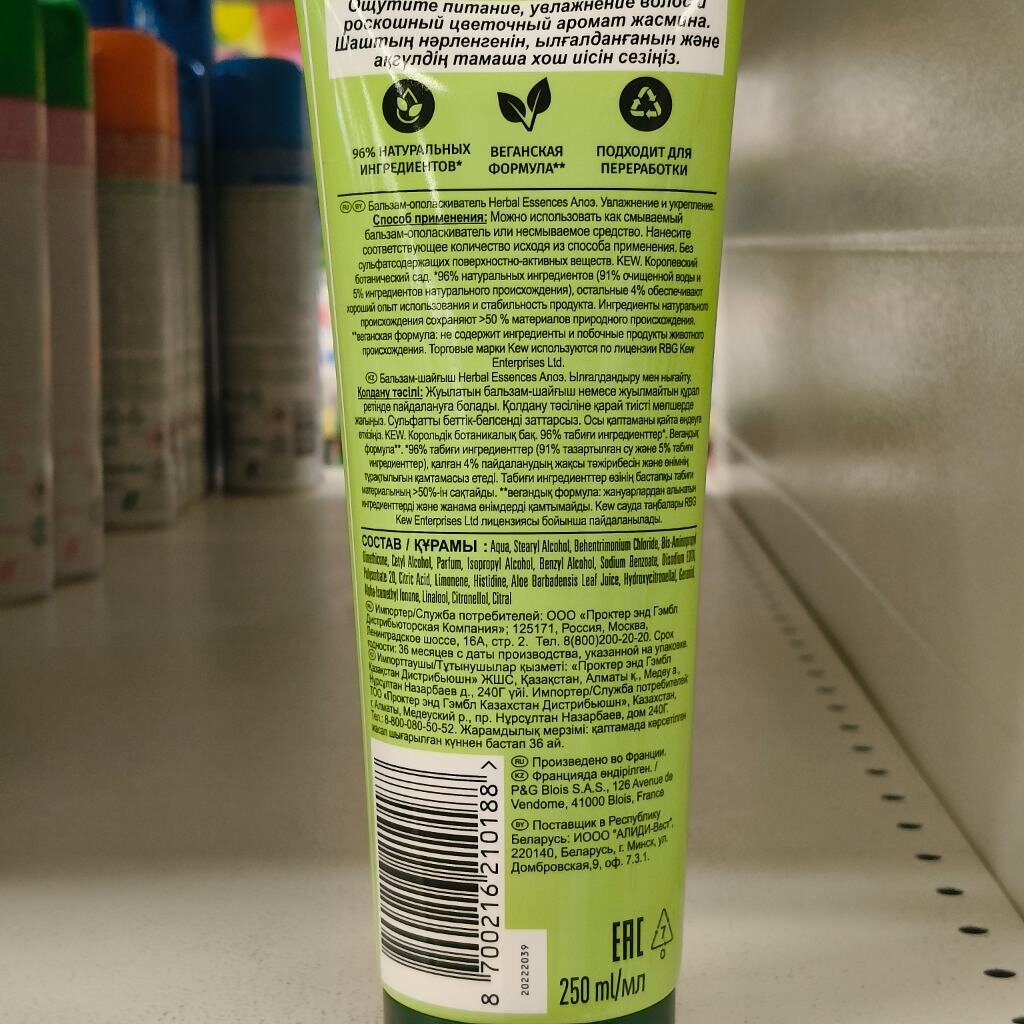 Ощутите питание, увлажнение волос и
роскошный цветочный аромат жасмина.
Шаштың нәрленгенін, ылғалданғанын және
ақгүлдің тамаша хош иісін сезіңіз.
96% НАТУРАЛЬНЫХ
ИНГРЕДИЕНТОВ*
ВЕГАНСКАЯ
ФОРМУЛА**
ПОДХОДИТ ДЛЯ
ПЕРЕРАБОТКИ
RU BY Бальзам-ополаскиватель Herbal Essences Алоэ. Увлажнение и укрепление.
Способ применения: Можно использовать как смываемый
бальзам-ополаскиватель или несмываемое средство. Нанесите
соответствующее количество исходя из способа применения. Без
сульфатсодержащих поверхностно-активных веществ. KEW. Королевский
ботанический сад. *96% натуральных ингредиентов (91% очищенной воды и
5% ингредиентов натурального происхождения), остальные 4% обеспечивают
хороший опыт использования и стабильность продукта. Ингредиенты натурального
происхождения сохраняют >50 % материалов природного происхождения.
**веганская формула: не содержит ингредиенты и побочные продукты животного
происхождения. Торговые марки Kew используются по лицензии RBG Kew
Enterprises Ltd.
KZ Бальзам-шайғыш Herbal Essences Алоэ. Ылғалдандыру мен нығайту.
Қолдану тәсілі: Жуылатын бальзам-шайғыш немесе жуылмайтын құрал
ретінде пайдалануға болады. Қолдану тәсіліне қарай тиісті мөлшерде
жағыңыз. Сульфатты беттік-белсенді заттарсыз. Осы қаптаманы қайта өңдеуге
өткізіңіз. KEW. Корольдік ботаникалық бақ. 96% табиғи ингредиенттер*. Вегандық
формула**. *96% табиғи ингредиенттер (91% тазартылған су және 5% табиғи
ингредиенттер), қалған 4% пайдаланудың жақсы тәжірибесін және өнімнің
тұрақтылығын қамтамасыз етеді. Табиғи ингредиенттер өзінің бастапқы табиғи
материалының >50%-ін сақтайды. **вегандық формула: жануарлардан алынатын
ингредиенттерді және жанама өнімдерді қамтымайды. Kew сауда таңбалары RBG
Kew Enterprises Ltd лицензиясы бойынша пайдаланылады.
СОСТАВ / ҚҰРАМЫ : Aqua, Stearyl Alcohol, Behentrimonium Chloride, Bis-Aminopropyl
Dimethicone, Cetyl Alcohol, Parfum, Isopropyl Alcohol, Benzyl Alcohol, Sodium Benzoate, Disodium EDTA,
Polysorbate 20, Citric Acid, Limonene, Histidine, Aloe Barbadensis Leaf Juice, Hydroxycitronellal, Geraniol,
Alpha-Isomethyl Ionone, Linalool, Citronellol, Citral
RU Импортер/Служба потребителей: ООО «Проктер энд Гэмбл
Дистрибьюторская Компания»; 125171, Россия, Москва,
Ленинградское шоссе, 16А, стр. 2. Тел. 8(800)200-20-20. Срок
годности: 36 месяцев с даты производства, указанной на упаковке.
KZ Импорттаушы/Тұтынушылар қызметі: «Проктер энд Гэмбл
Казақстан Дистрибьюшн» ЖШС, Қазақстан, Алматы қ., Медеу а.,
Нұрсұлтан Назарбаев д., 240Г үйі. Импортер/Служба потребителей:
ТОО «Проктер энд Гэмбл Казахстан Дистрибьюшн», Казахстан,
г. Алматы, Медеуский р., пр. Нұрсұлтан Назарбаев, дом 240Г.
Тел.: 8-800-080-50-52. Жарамдылық мерзімі: қаптамада көрсетілген
жасап шығарылған күннен бастап 36 ай.
RU Произведено во Франции.
KZ Францияда өндірілген. /
P&G Blois S.A.S., 126 Avenue de
Vendome, 41000 Blois, France
BY Поставщик в Республику
Беларусь: ИООО "АЛИДИ-Вест",
220140, Беларусь, г. Минск, ул.
Домбровская,9, оф. 7.3.1.
8 700216 210188 >
20222039
EAC
7
O
250 ml/мл